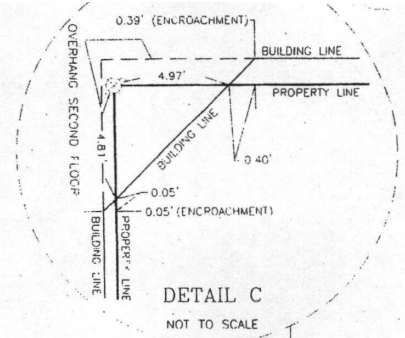 0.39' (ENCROACHMENT)
BUILDING LINE
OVERHANG SECOND FLOOR
4.97'
PROPERTY LINE
4.81'
BUILDING LINE
0.40'
0.05'
0.05' (ENCROACHMENT)
BUILDING LINE
PROPERTY LINE
DETAIL C
NOT TO SCALE